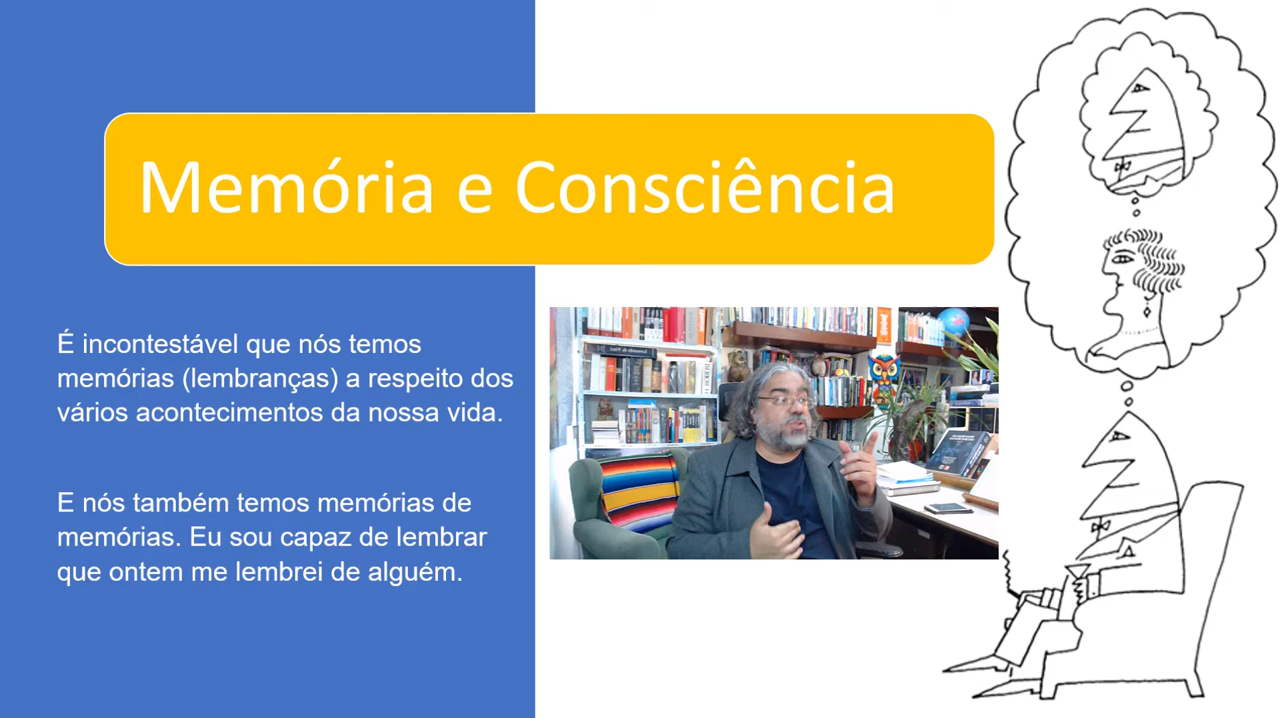 Memória e Consciência
É incontestável que nós temos
memórias (lembranças) a respeito dos
vários acontecimentos da nossa vida.
E nós também temos memórias de
memórias. Eu sou capaz de lembrar
que ontem me lembrei de alguém.